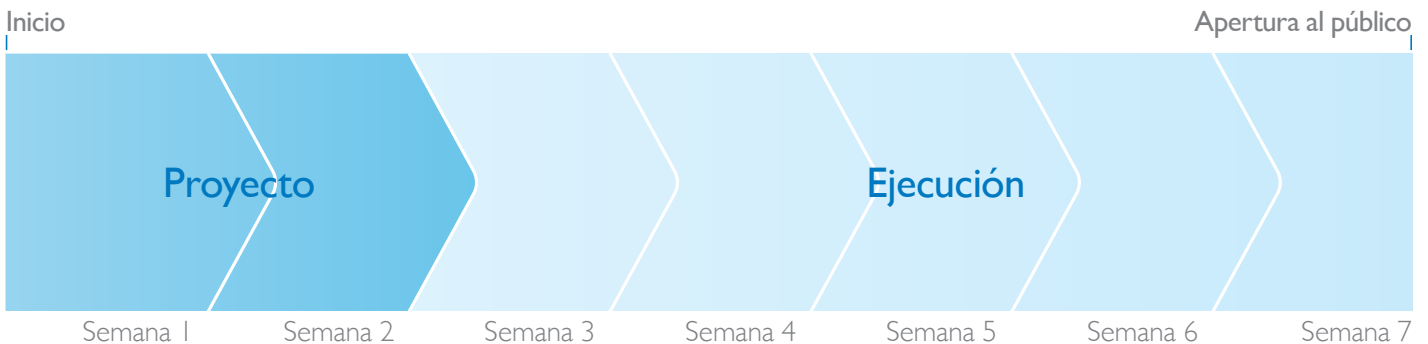 Inicio Apertura al público
Proyecto Ejecución
Semana 1 Semana 2 Semana 3 Semana 4 Semana 5 Semana 6 Semana 7